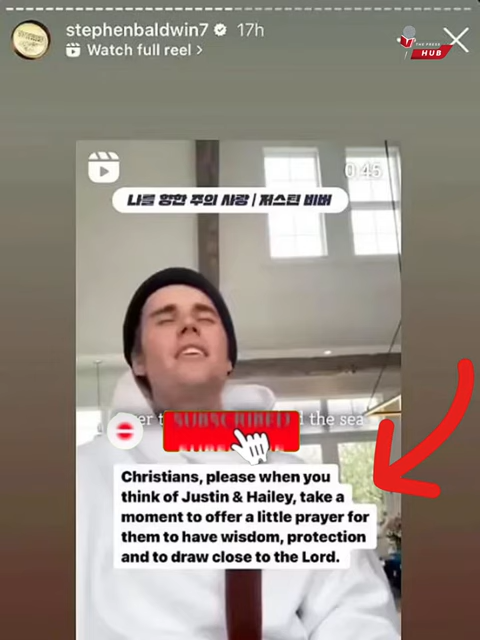 stephenbaldwin7 17h
Watch full reel >
THE PRESS
HUB
0:45
나를 향한 주의 사랑 | 저스틴 비버
d the sea
SUBSCRIBED
Christians, please when you
think of Justin & Hailey, take a
moment to offer a little prayer for
them to have wisdom, protection
and to draw close to the Lord.